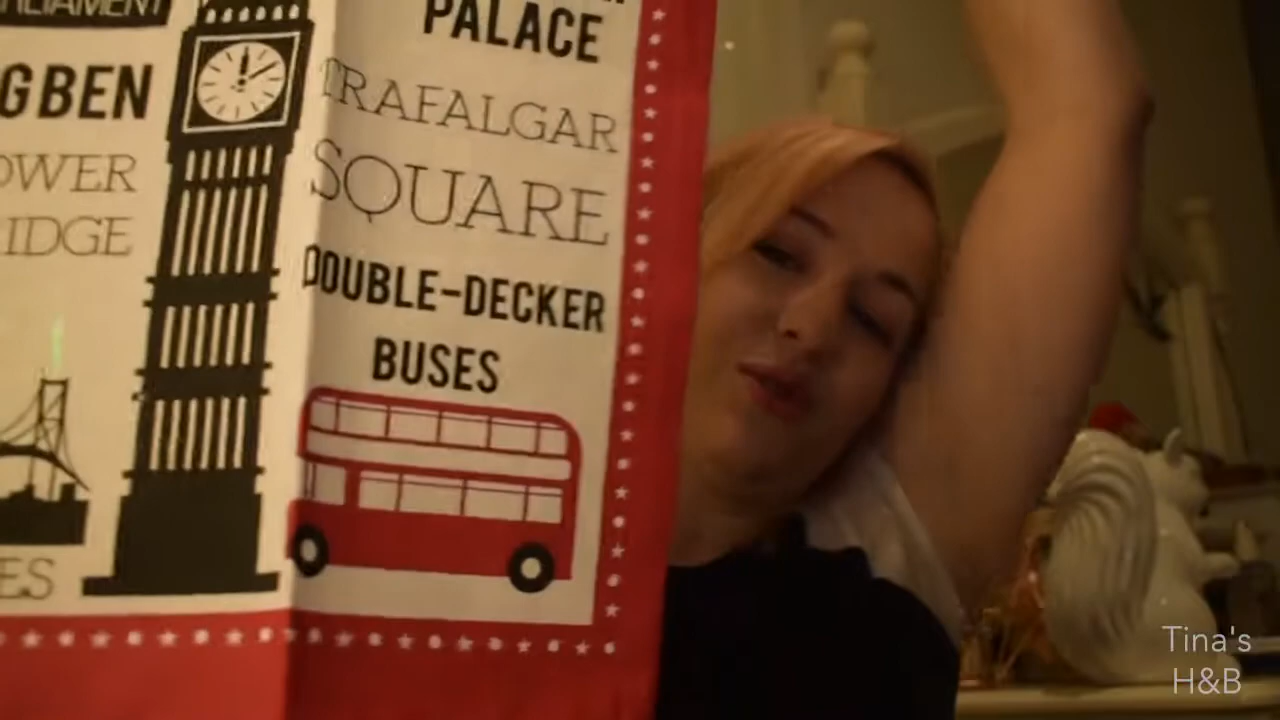 GBEN
OWER
IDGE
ES
PALACE
TRAFALGAR
SQUARE
DOUBLE-DECKER
BUSES
Tina's
H&B